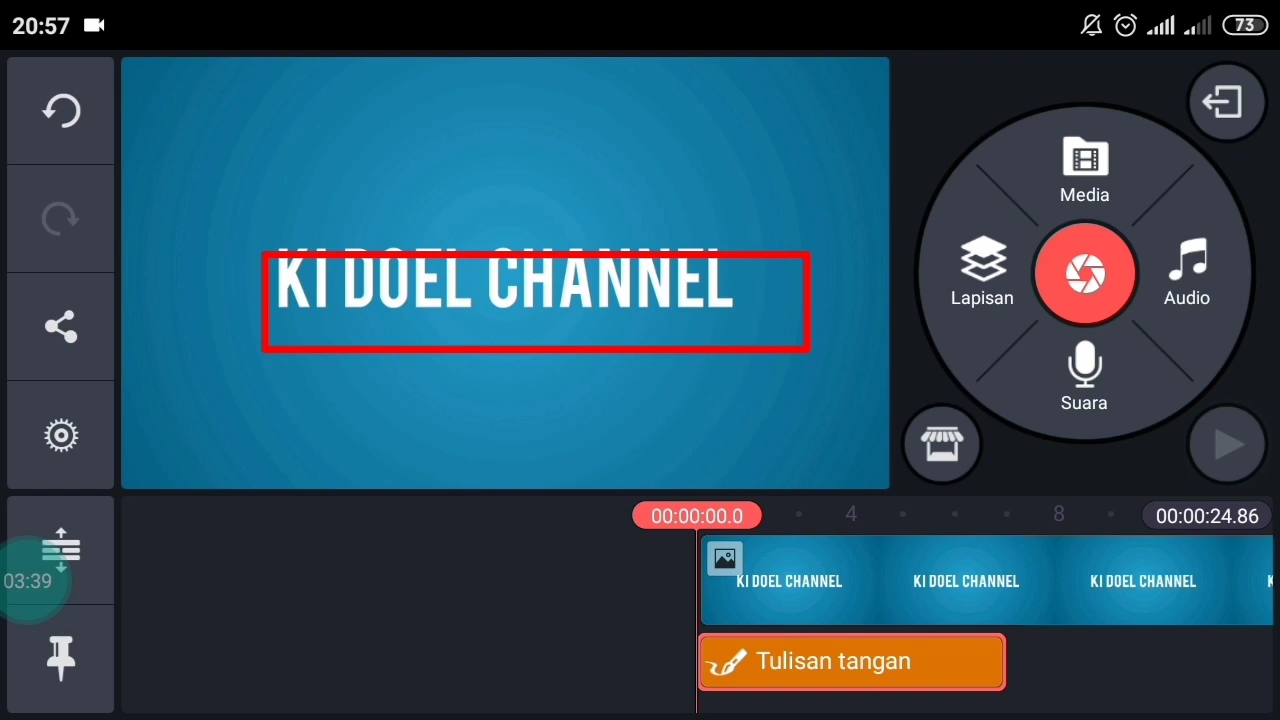 20:57
73
KI DOEL CHANNEL
Media
Lapisan
Audio
Suara
00:00:00.0
4
8
00:00:24.86
03:39
KI DOEL CHANNEL
KI DOEL CHANNEL
KI DOEL CHANNEL
K
Tulisan tangan